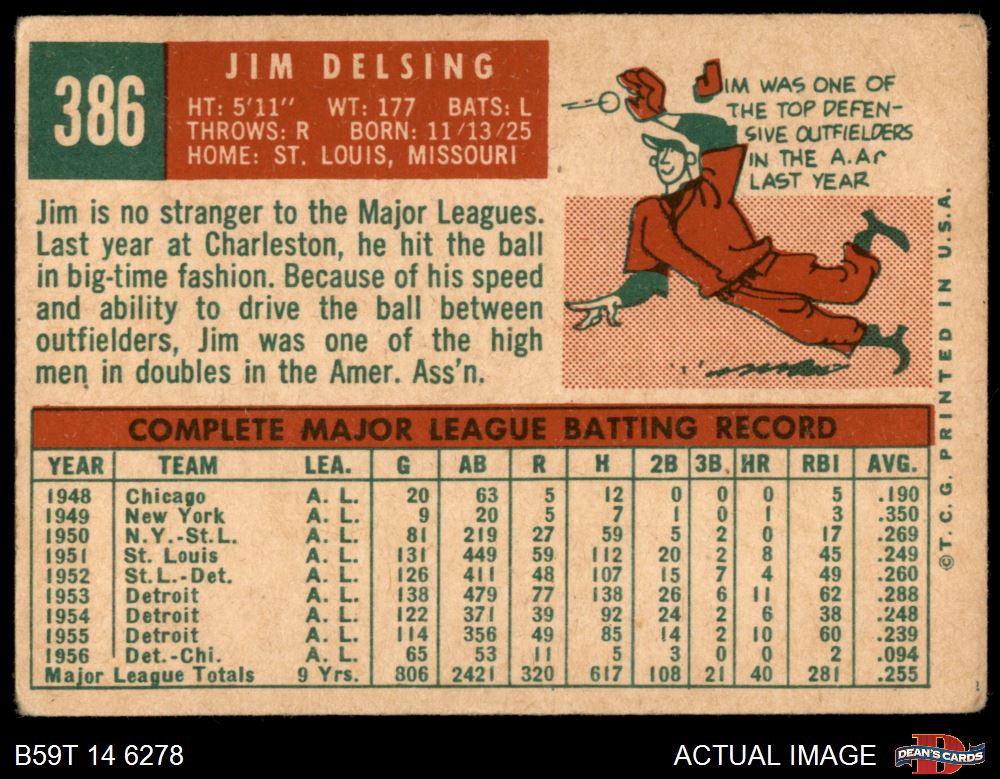 386
JIM DELSING
HT: 5'11" WT: 177 BATS: L
THROWS: R BORN: 11/13/25
HOME: ST. LOUIS, MISSOURI
Jim is no stranger to the Major Leagues.
Last year at Charleston, he hit the ball
in big-time fashion. Because of his speed
and ability to drive the ball between
outfielders, Jim was one of the high
men in doubles in the Amer. Ass'n.
JIM WAS ONE OF
THE TOP DEFEN-
SIVE OUTFIELDERS
IN THE A.A.
LAST YEAR
COMPLETE MAJOR LEAGUE BATTING RECORD
YEAR TEAM LEA. G AB R H 2B 3B. HR RBI AVG.
1948 Chicago A. L. 20 63 5 12 0 0 0 5 .190
1949 New York A. L. 9 20 5 7 1 0 1 3 .350
1950 N.Y.-St.L. A. L. 81 219 27 59 5 2 0 17 .269
1951 St. Louis A. L. 131 449 59 112 20 2 8 45 .249
1952 St.L.-Det. A. L. 126 411 48 107 15 7 4 49 .260
1953 Detroit A. L. 138 479 77 138 26 6 11 62 .288
1954 Detroit A. L. 122 371 39 92 24 2 6 38 .248
1955 Detroit A. L. 114 356 49 85 14 2 10 60 .239
1956 Det.-Chi. A. L. 65 53 11 5 3 0 0 2 .094
Major League Totals 9 Yrs. 806 2421 320 617 108 21 40 281 .255
© T. C. G. PRINTED IN U.S.A.
B59T 14 6278
ACTUAL IMAGE
DEAN'S CARDS